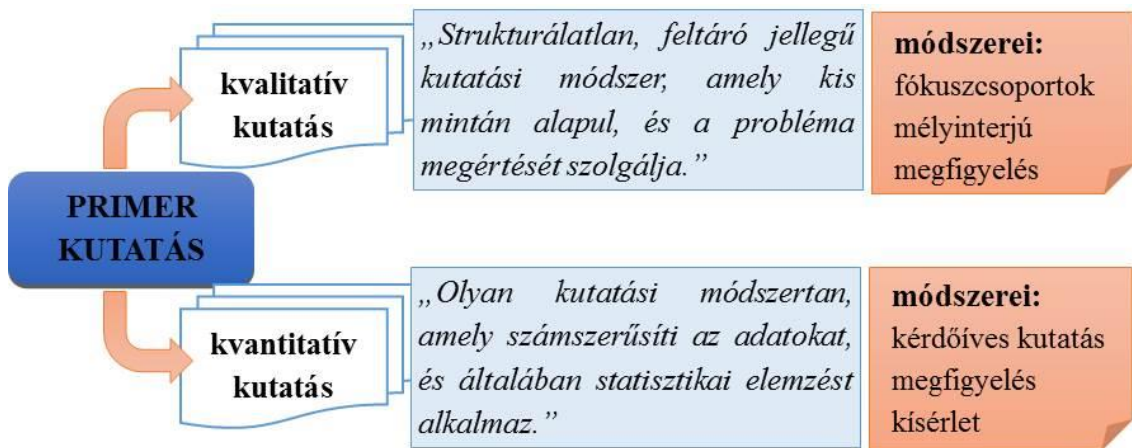 PRIMER
KUTATÁS
kvalitatív
kutatás
„Strukturálatlan, feltáró jellegű
kutatási módszer, amely kis
mintán alapul, és a probléma
megértését szolgálja.”
módszerei:
fókuszcsoportok
mélyinterjú
megfigyelés
kvantitatív
kutatás
„Olyan kutatási módszertan,
amely számszerűsíti az adatokat,
és általában statisztikai elemzést
alkalmaz.”
módszerei:
kérdőíves kutatás
megfigyelés
kísérlet